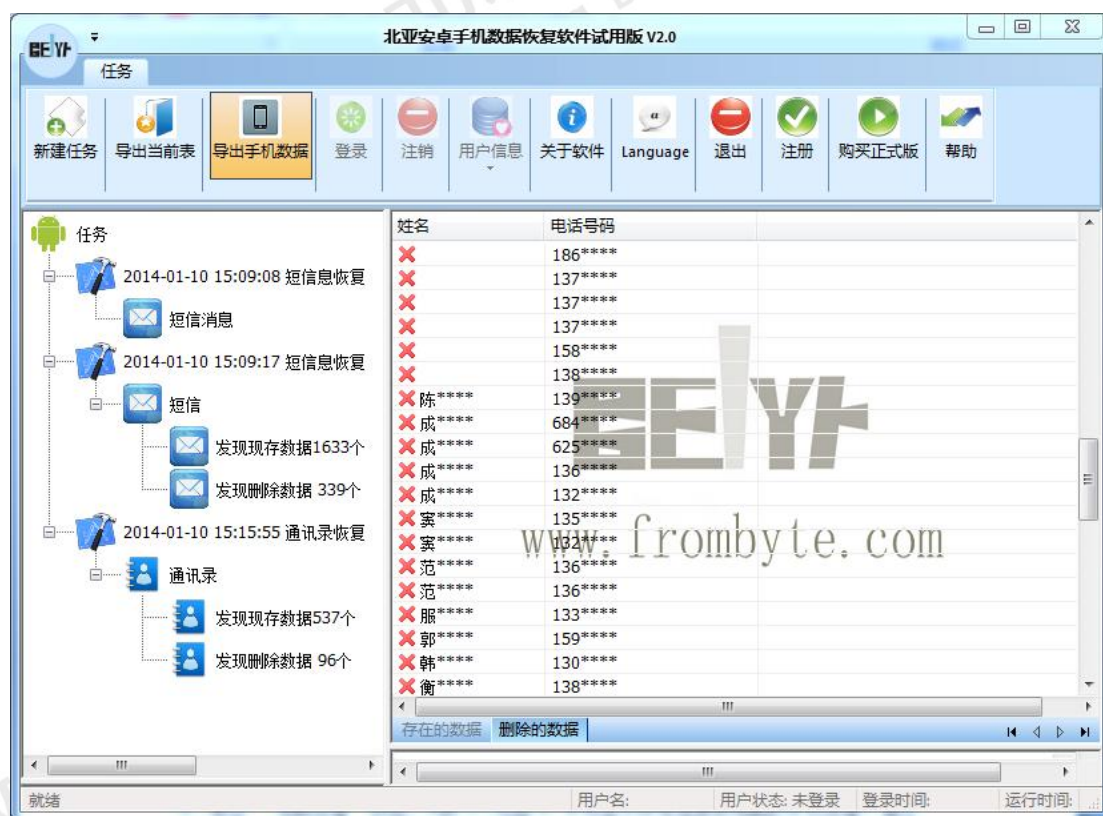 北亚安卓手机数据恢复软件试用版 V2.0
任务
新建任务 导出当前表 导出手机数据 登录 注销 用户信息 关于软件 Language 退出 注册 购买正式版 帮助
任务
2014-01-10 15:09:08 短信息恢复
短信消息
2014-01-10 15:09:17 短信息恢复
短信
发现现存数据1633个
发现删除数据 339个
2014-01-10 15:15:55 通讯录恢复
通讯录
发现现存数据537个
发现删除数据 96个
姓名 电话号码
186****
137****
137****
137****
158****
138****
陈**** 139****
成**** 684****
成**** 625****
成**** 136****
成**** 132****
窦**** 135****
窦**** 132****
范**** 136****
范**** 136****
服**** 133****
郭**** 159****
韩**** 130****
衡**** 138****
www.frombyte.com
存在的数据 删除的数据
就绪 用户名: 用户状态: 未登录 登录时间: 运行时间: